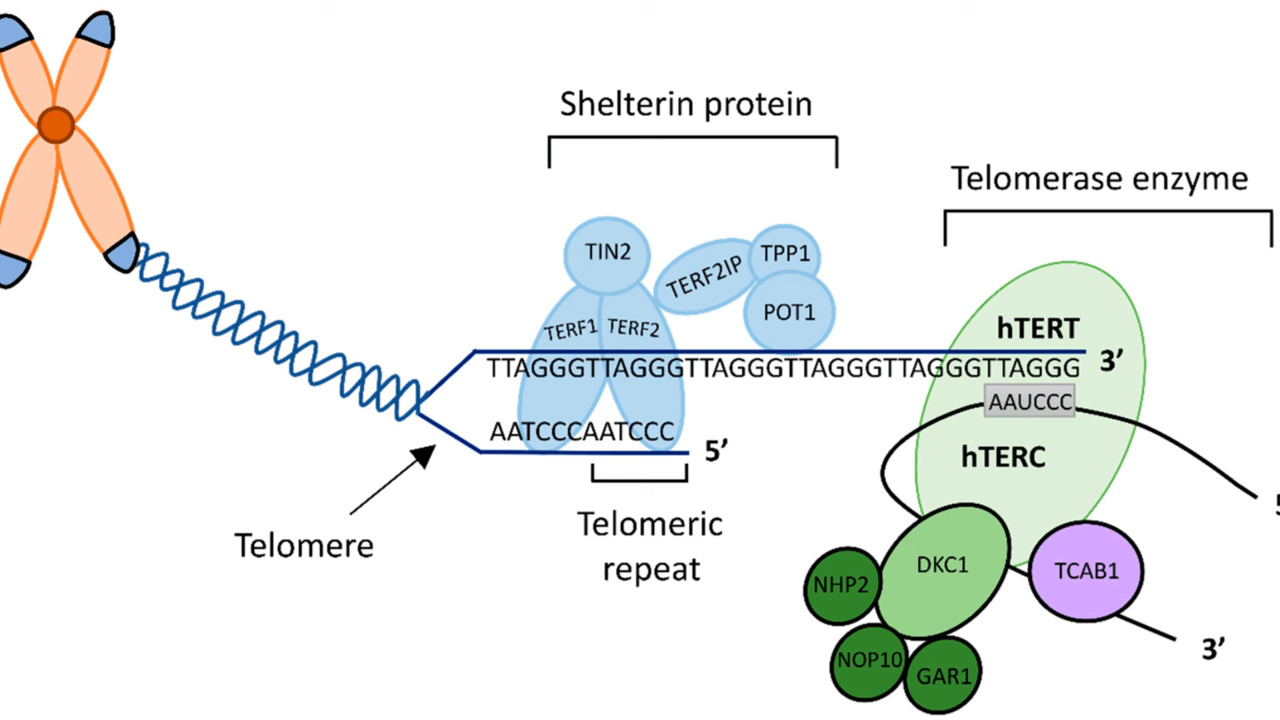 Shelterin protein
Telomerase enzyme
TIN2
TERF2IP
TPP1
POT1
TERF1
TERF2
hTERT
TTAGGGTTAGGGTTAGGGTTAGGGTTAGGGTTAGGG
3’
AAUCCC
AATCCCAATCCC
5’
hTERC
Telomere
Telomeric
repeat
DKC1
TCAB1
NHP2
NOP10
GAR1
3’